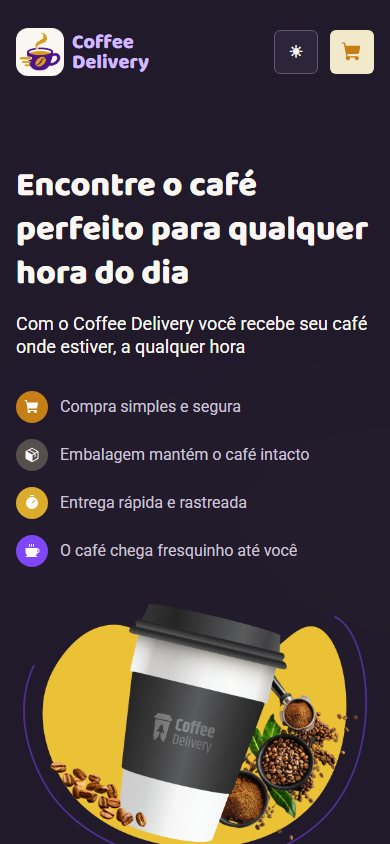 Coffee
Delivery
Encontre o café
perfeito para qualquer
hora do dia
Com o Coffee Delivery você recebe seu café
onde estiver, a qualquer hora
Compra simples e segura
Embalagem mantém o café intacto
Entrega rápida e rastreada
O café chega fresquinho até você
Coffee
Delivery